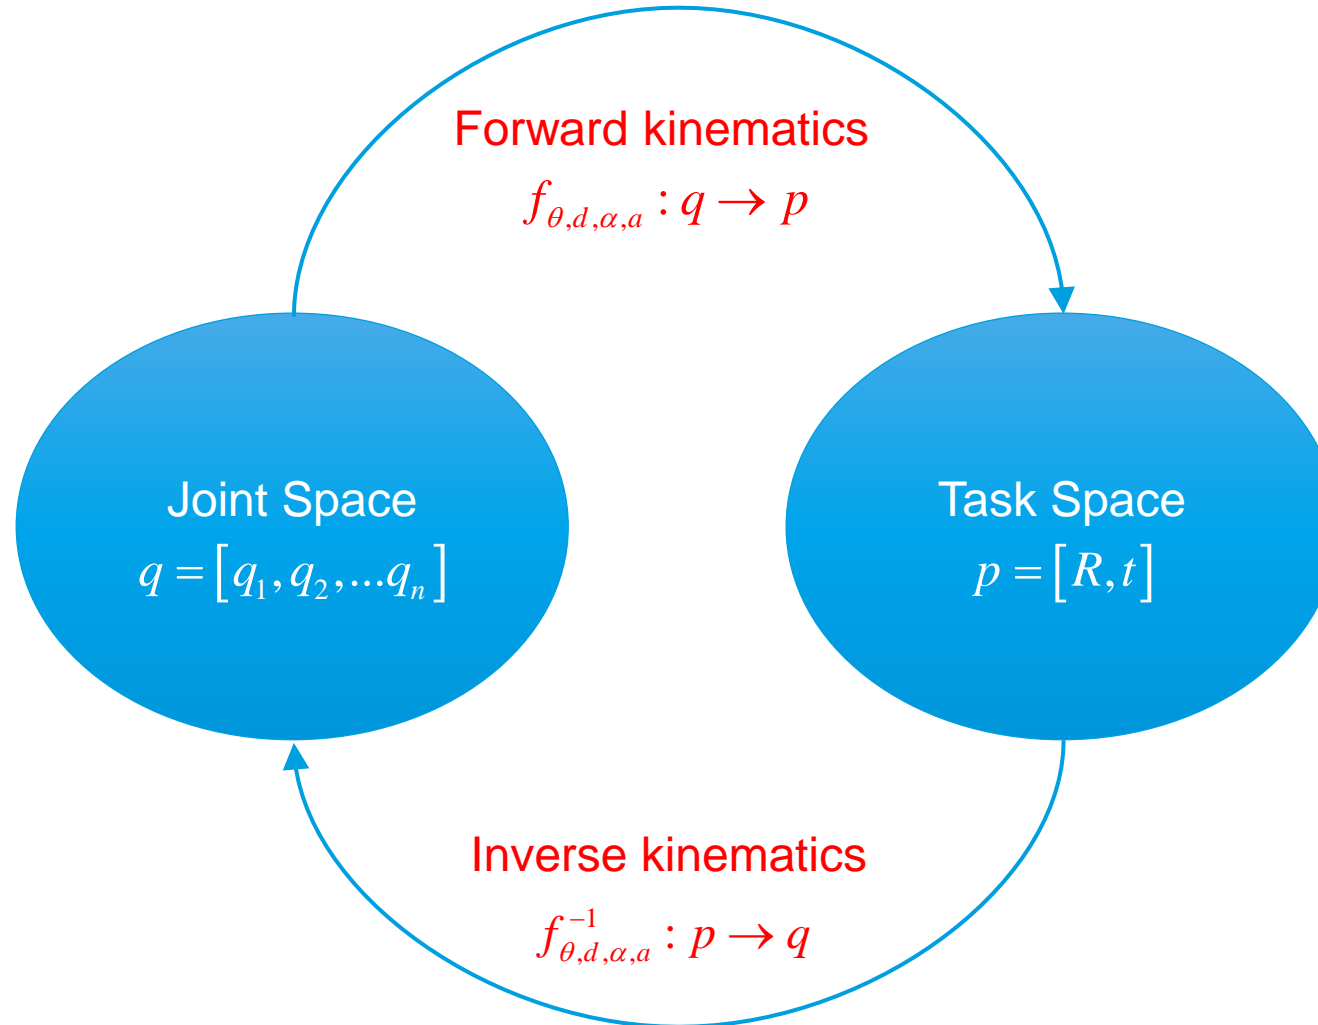 Forward kinematics
f_{θ,d,α,a} : q → p
Joint Space
q = [q_1, q_2, ...q_n]
Task Space
p = [R, t]
Inverse kinematics
f^{-1}_{θ,d,α,a} : p → q